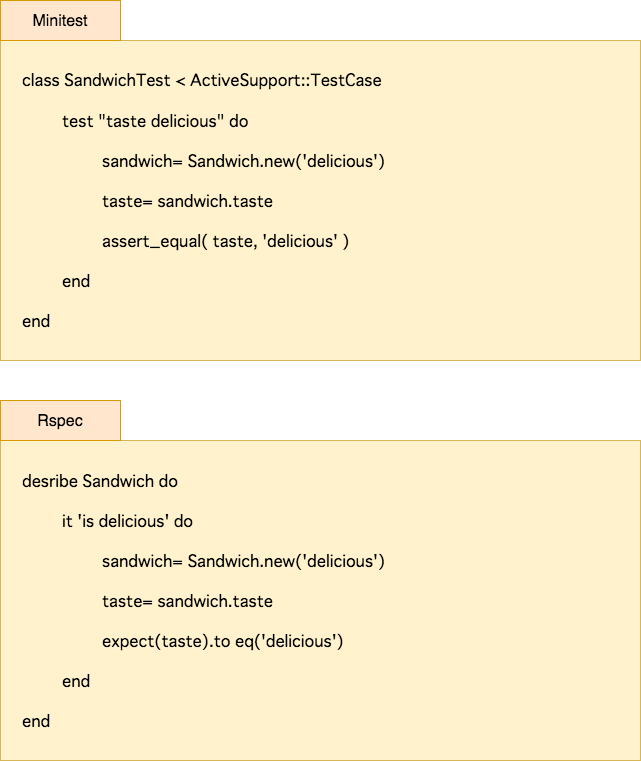 Minitest
class SandwichTest < ActiveSupport::TestCase
test "taste delicious" do
sandwich= Sandwich.new('delicious')
taste= sandwich.taste
assert_equal( taste, 'delicious' )
end
end
Rspec
desribe Sandwich do
it 'is delicious' do
sandwich= Sandwich.new('delicious')
taste= sandwich.taste
expect(taste).to eq('delicious')
end
end